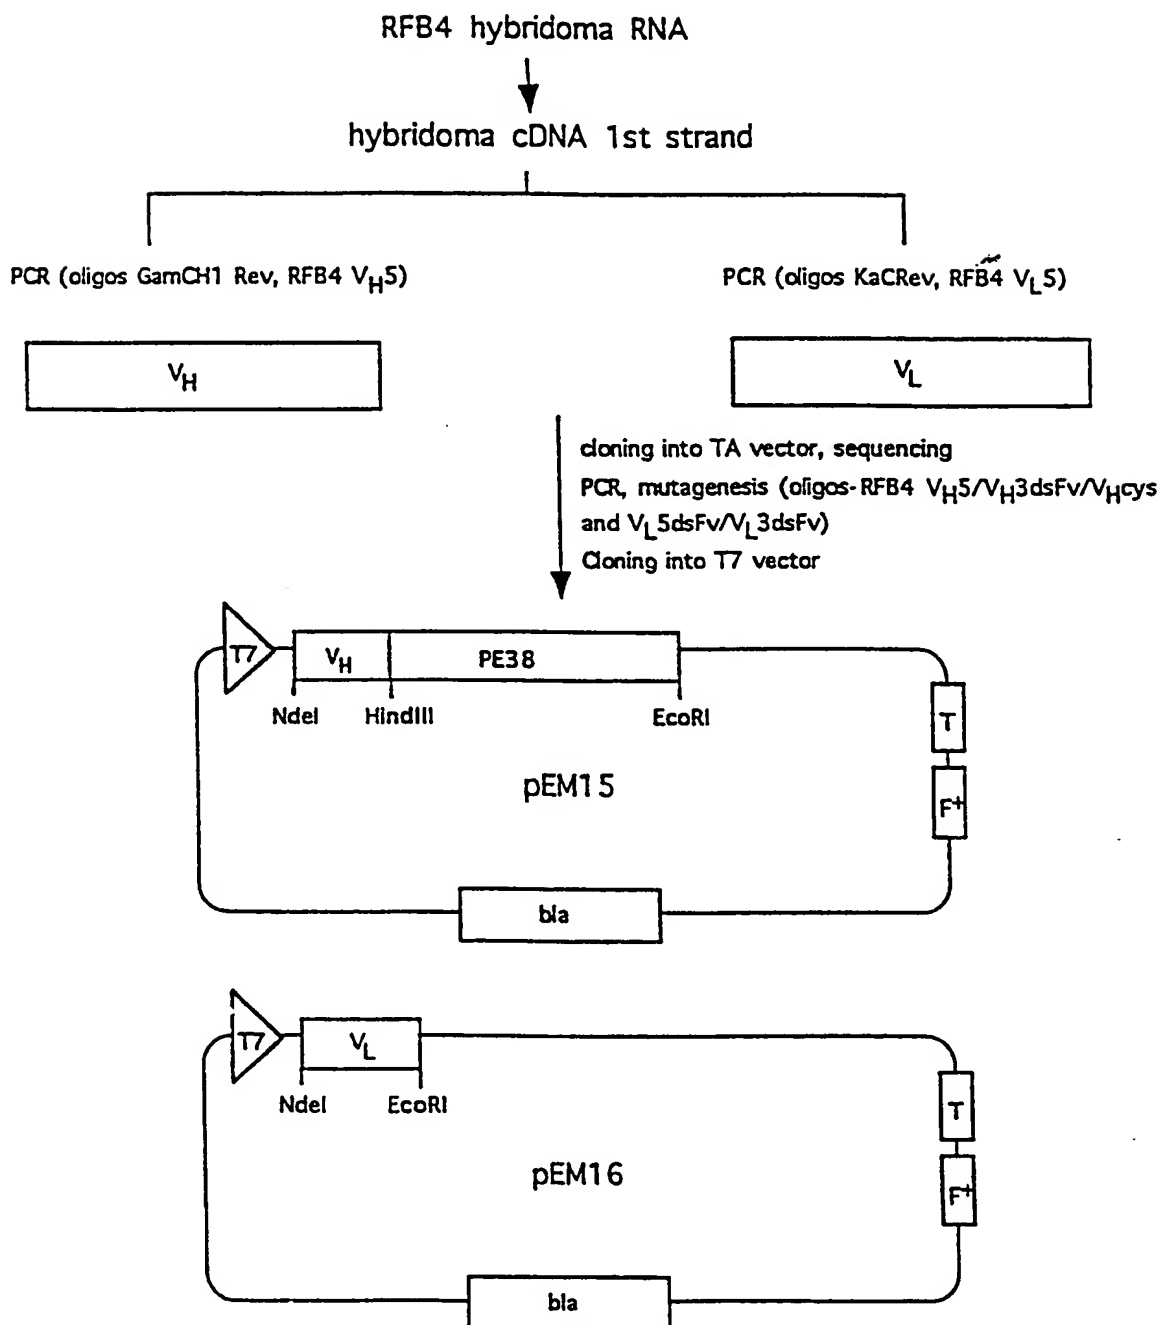 RFB4 hybridoma RNA
hybridoma cDNA 1st strand
PCR (oligos GamCH1 Rev, RFB4 VH5)
PCR (oligos KaCRev, RFB4 VL5)
VH
VL
cloning into TA vector, sequencing
PCR, mutagenesis (oligos-RFB4 VH5/VH3dsFv/VHcys
and VL5dsFv/VL3dsFv)
Cloning into T7 vector
T7
VH
PE38
NdeI
HindIII
EcoRI
T
F+
pEM15
bla
T7
VL
NdeI
EcoRI
T
F+
pEM16
bla